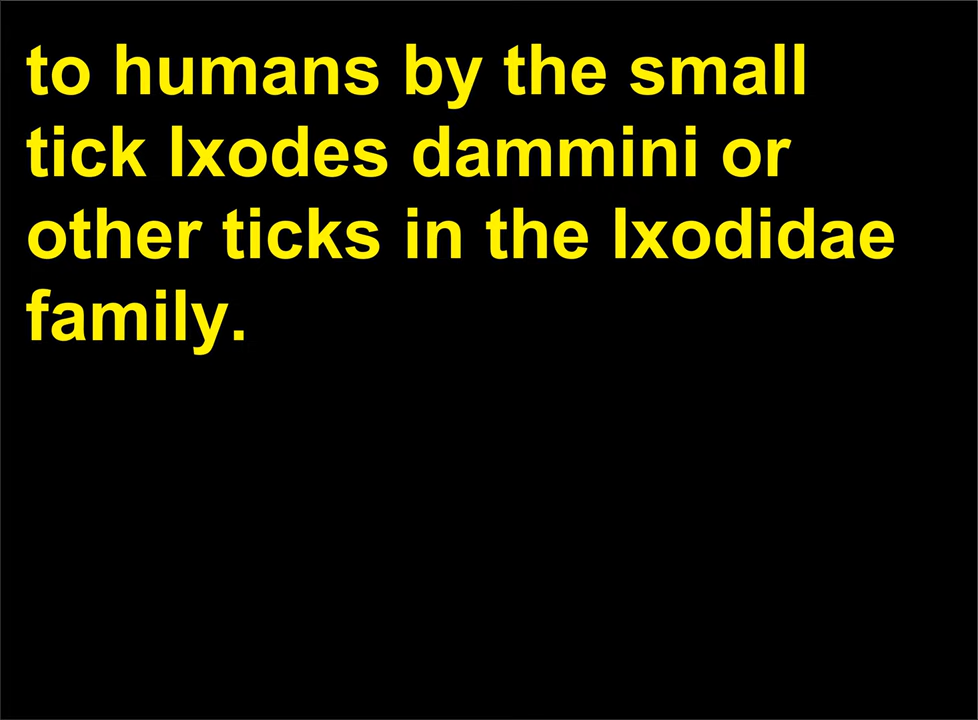 to humans by the small
tick Ixodes dammini or
other ticks in the Ixodidae
family.